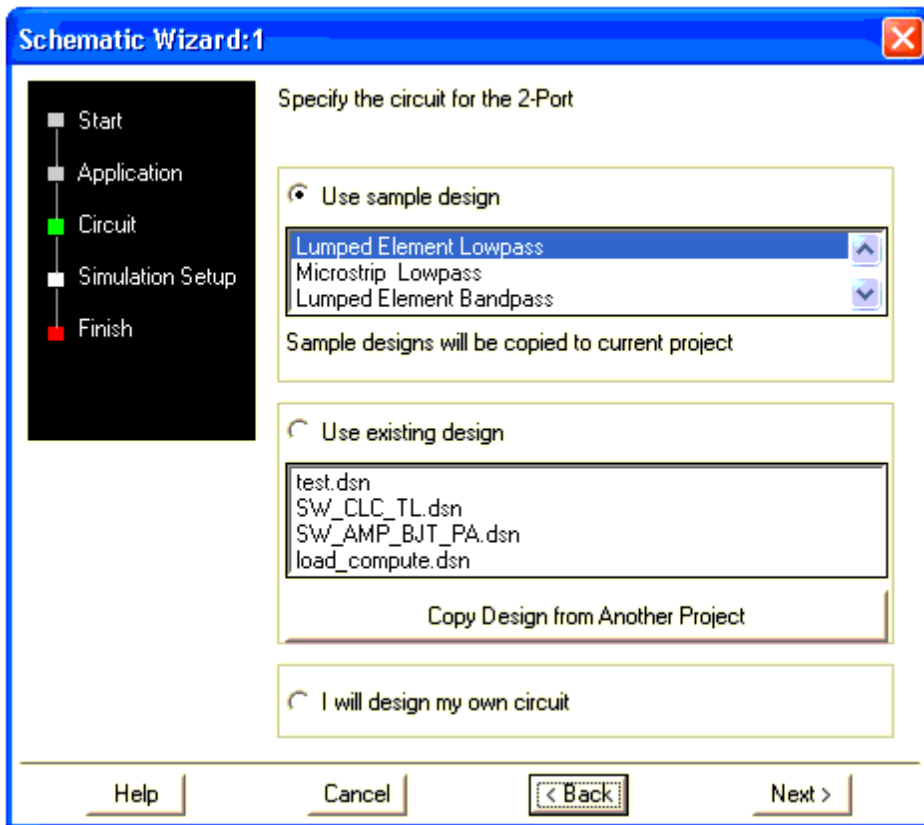 Schematic Wizard:1
Start
Application
Circuit
Simulation Setup
Finish
Specify the circuit for the 2-Port
Use sample design
Lumped Element Lowpass
Microstrip Lowpass
Lumped Element Bandpass
Sample designs will be copied to current project
Use existing design
test.dsn
SW_CLC_TL.dsn
SW_AMP_BJT_PA.dsn
load_compute.dsn
Copy Design from Another Project
I will design my own circuit
Help
Cancel
< Back
Next >